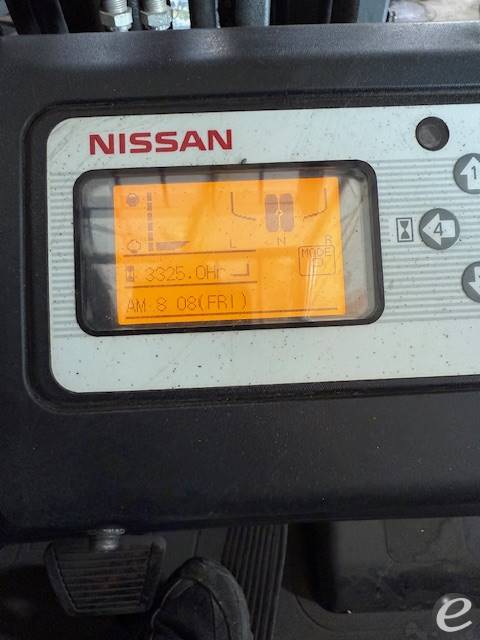 NISSAN
1
L N R
4
MODE
3325.0Hr
AM 8 08(FRI)
e